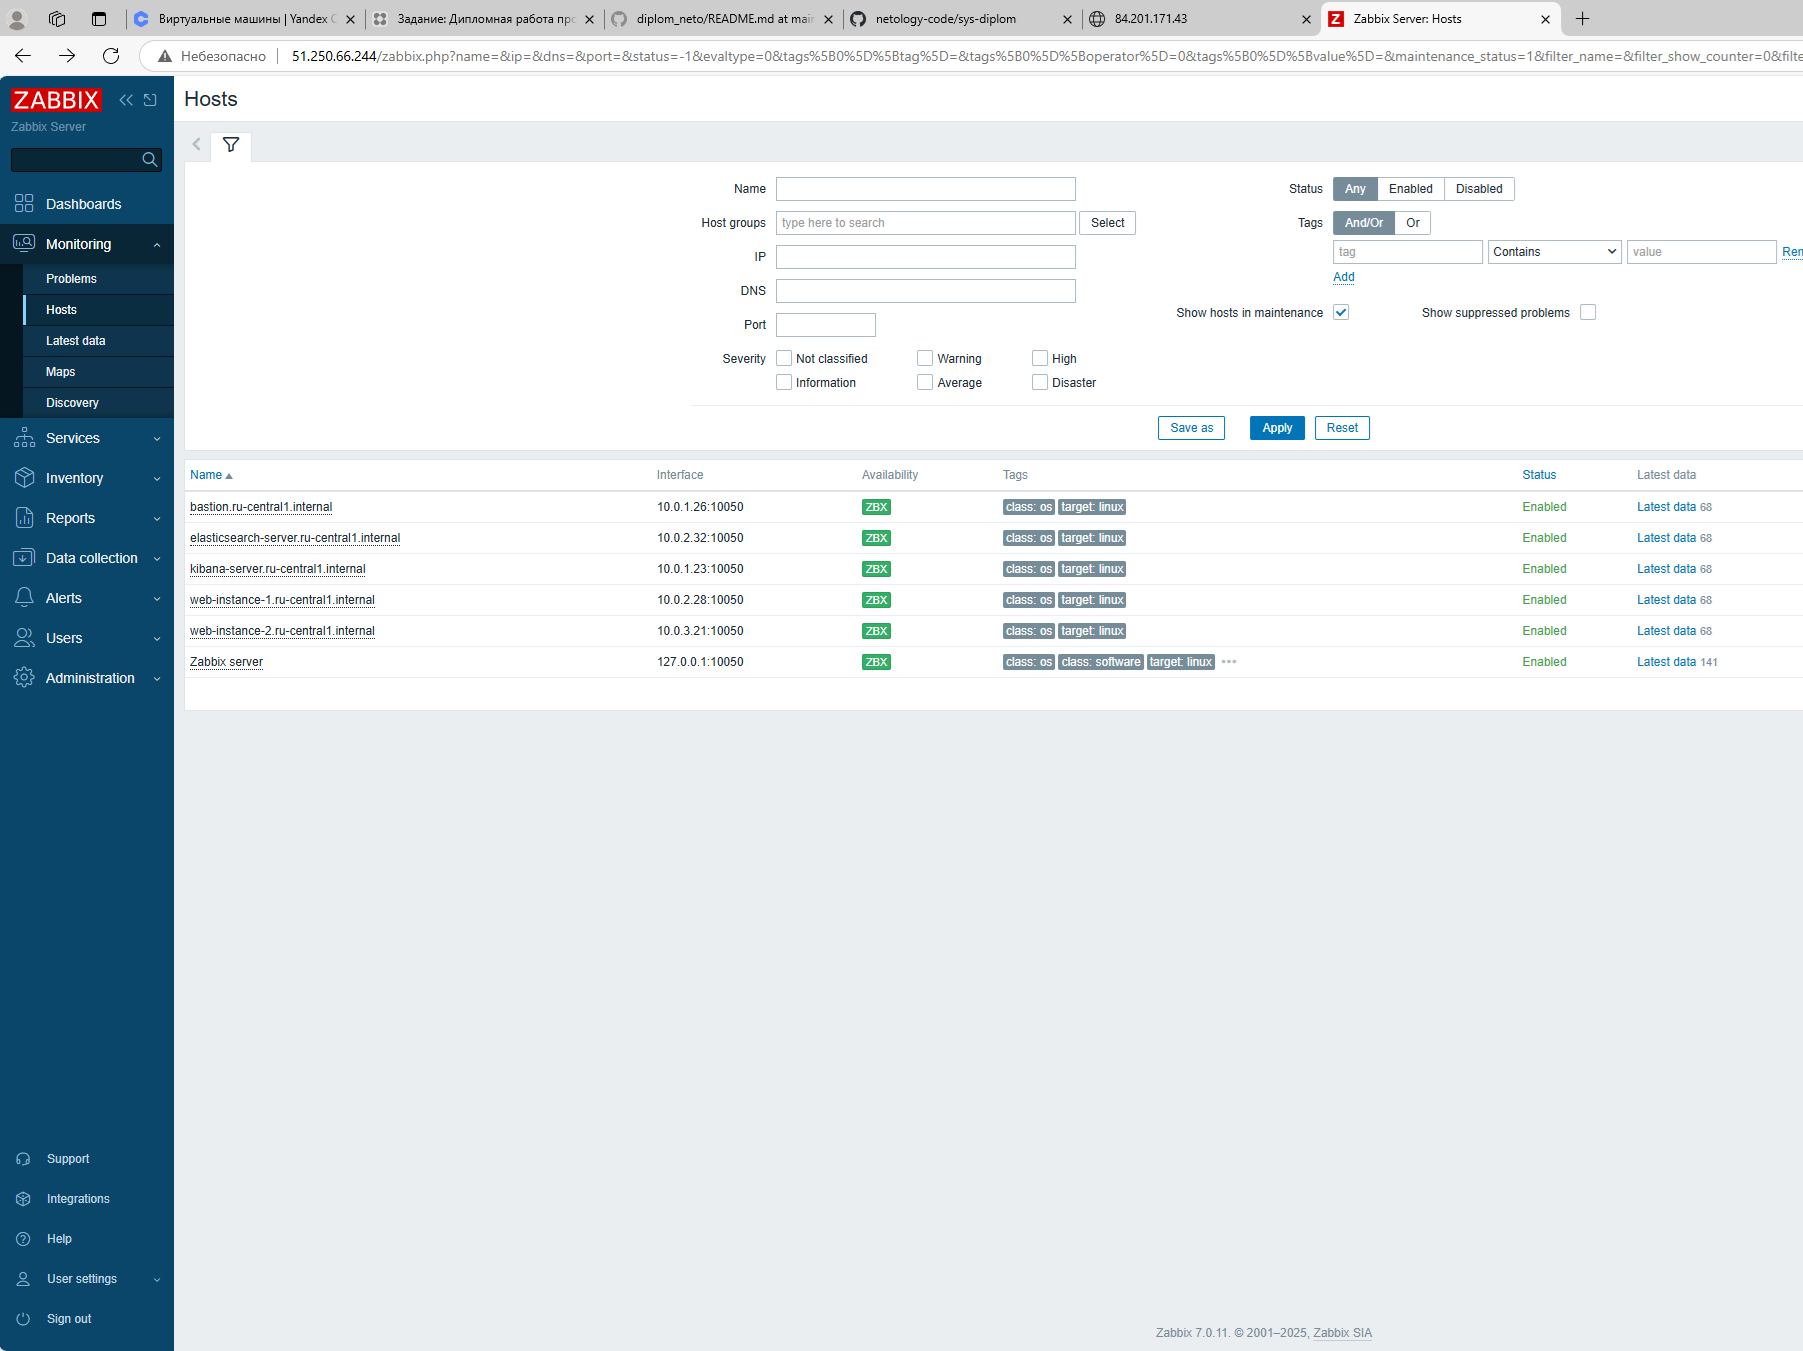 Виртуальные машины | Yandex C
Задание: Дипломная работа про
diplom_neto/README.md at main
netology-code/sys-diplom
84.201.171.43
Zabbix Server: Hosts
Небезопасно
51.250.66.244/zabbix.php?name=&ip=&dns=&port=&status=-1&evaltype=0&tags%5B0%5D%5Btag%5D=&tags%5B0%5D%5Boperator%5D=0&tags%5B0%5D%5Bvalue%5D=&maintenance_status=1&filter_name=&filter_show_counter=0&filte
ZABBIX
Zabbix Server
Dashboards
Monitoring
Problems
Hosts
Latest data
Maps
Discovery
Services
Inventory
Reports
Data collection
Alerts
Users
Administration
Support
Integrations
Help
User settings
Sign out
Hosts
Name
Host groups type here to search Select
IP
DNS
Port
Severity Not classified Warning High
Information Average Disaster
Status Any Enabled Disabled
Tags And/Or Or
tag Contains value Rem
Add
Show hosts in maintenance Show suppressed problems
Save as Apply Reset
Name Interface Availability Tags Status Latest data
bastion.ru-central1.internal 10.0.1.26:10050 ZBX class: os target: linux Enabled Latest data 68
elasticsearch-server.ru-central1.internal 10.0.2.32:10050 ZBX class: os target: linux Enabled Latest data 68
kibana-server.ru-central1.internal 10.0.1.23:10050 ZBX class: os target: linux Enabled Latest data 68
web-instance-1.ru-central1.internal 10.0.2.28:10050 ZBX class: os target: linux Enabled Latest data 68
web-instance-2.ru-central1.internal 10.0.3.21:10050 ZBX class: os target: linux Enabled Latest data 68
Zabbix server 127.0.0.1:10050 ZBX class: os class: software target: linux ••• Enabled Latest data 141
Zabbix 7.0.11. © 2001–2025, Zabbix SIA